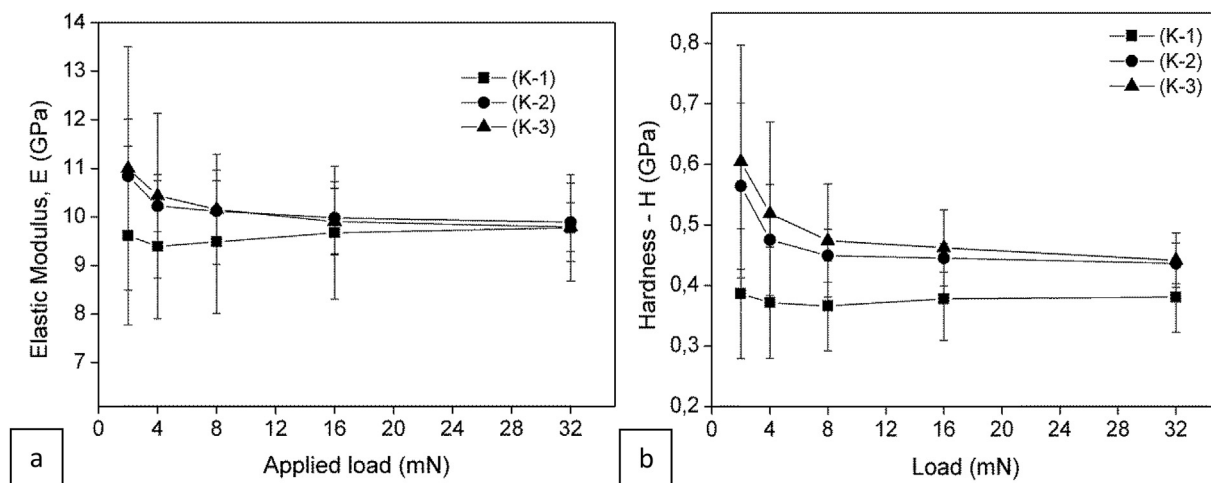 14
13
12
11
10
9
8
7
0 4 8 12 16 20 24 28 32
Elastic Modulus, E (GPa)
Applied load (mN)
(K-1)
(K-2)
(K-3)
a
0,8
0,7
0,6
0,5
0,4
0,3
0,2
0 4 8 12 16 20 24 28 32
Hardness - H (GPa)
Load (mN)
(K-1)
(K-2)
(K-3)
b